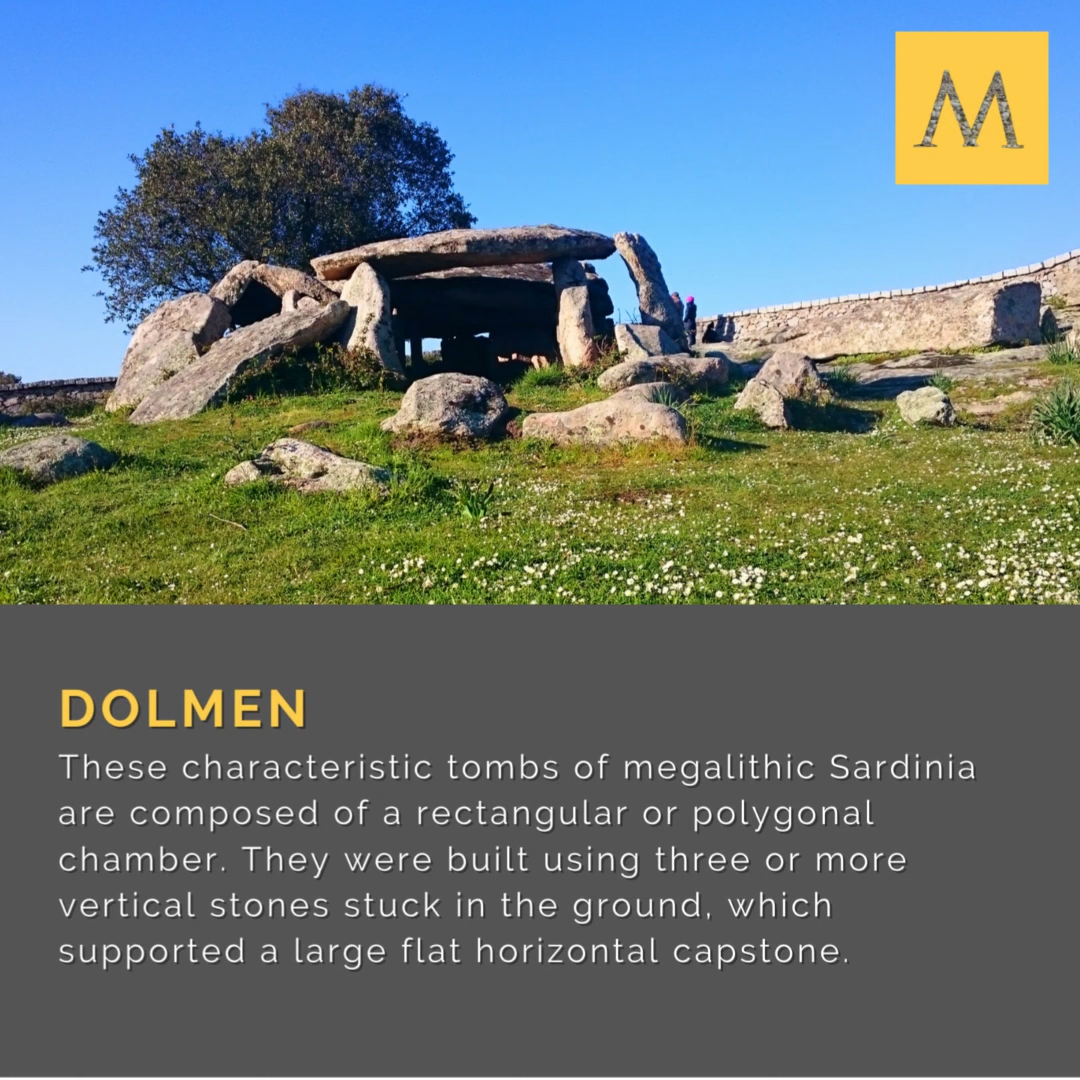 M
DOLMEN
These characteristic tombs of megalithic Sardinia
are composed of a rectangular or polygonal
chamber. They were built using three or more
vertical stones stuck in the ground, which
supported a large flat horizontal capstone.